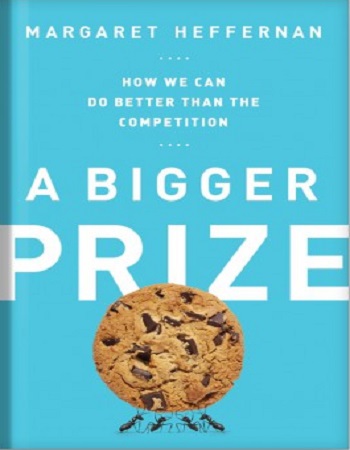 MARGARET HEFFERNAN
HOW WE CAN
DO BETTER THAN THE
COMPETITION
A BIGGER
PRIZE